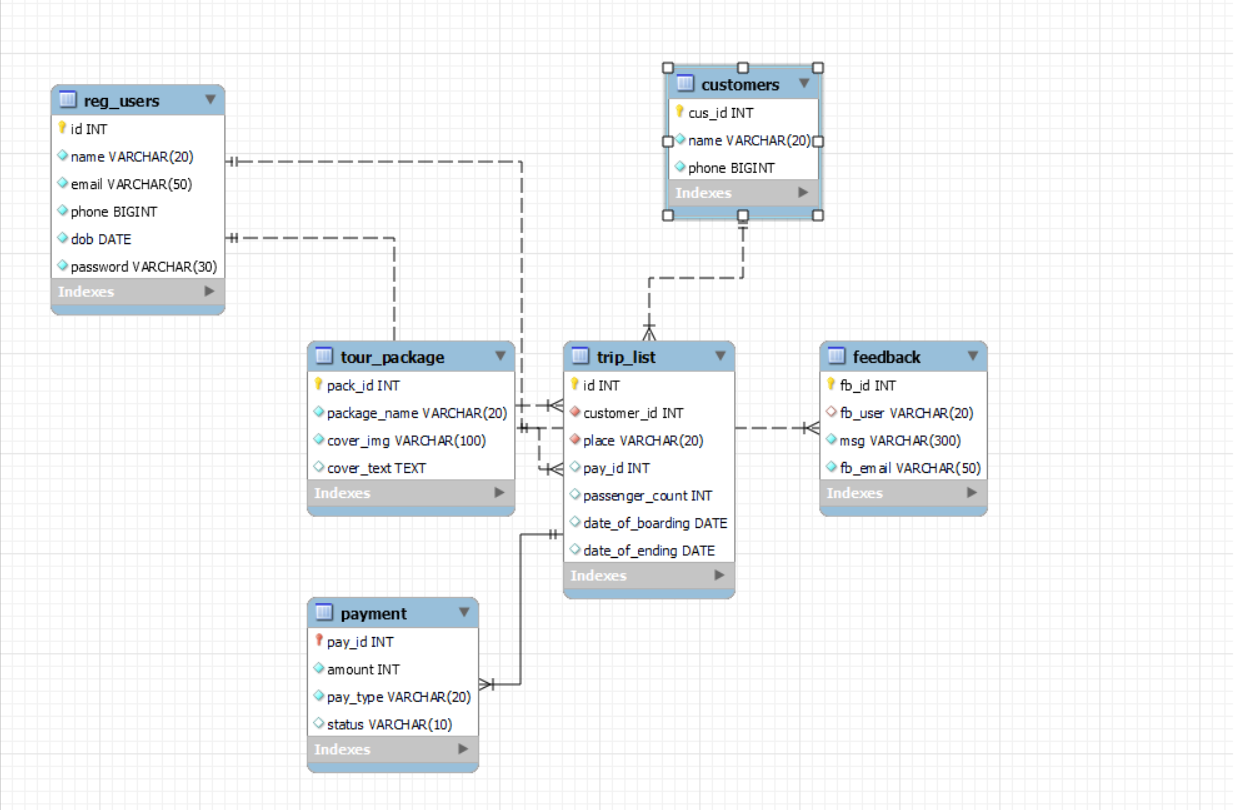 reg_users
id INT
name VARCHAR(20)
email VARCHAR(50)
phone BIGINT
dob DATE
password VARCHAR(30)
Indexes
customers
cus_id INT
name VARCHAR(20)
phone BIGINT
Indexes
tour_package
pack_id INT
package_name VARCHAR(20)
cover_img VARCHAR(100)
cover_text TEXT
Indexes
trip_list
id INT
customer_id INT
place VARCHAR(20)
pay_id INT
passenger_count INT
date_of_boarding DATE
date_of_ending DATE
Indexes
feedback
fb_id INT
fb_user VARCHAR(20)
msg VARCHAR(300)
fb_email VARCHAR(50)
Indexes
payment
pay_id INT
amount INT
pay_type VARCHAR(20)
status VARCHAR(10)
Indexes